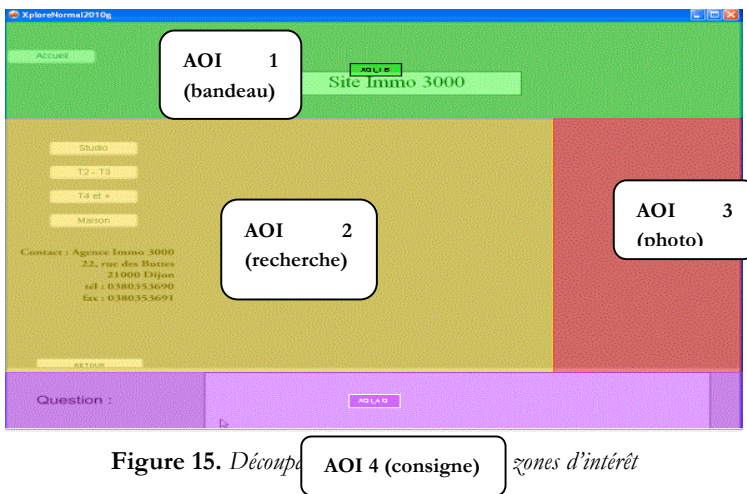 XploreNormal2010g
Accueil
AOI 1
(bandeau)
Site Immo 3000
Studio
T2 - T3
T4 et +
Maison
AOI 2
(recherche)
AOI 3
(photo)
Contact : Agence Immo 3000
22, rue des Buttes
21000 Dijon
tél : 0380353690
fax : 0380353691
RETOUR
Question :
AOI 4 (consigne)
Figure 15. zones d'intérêt